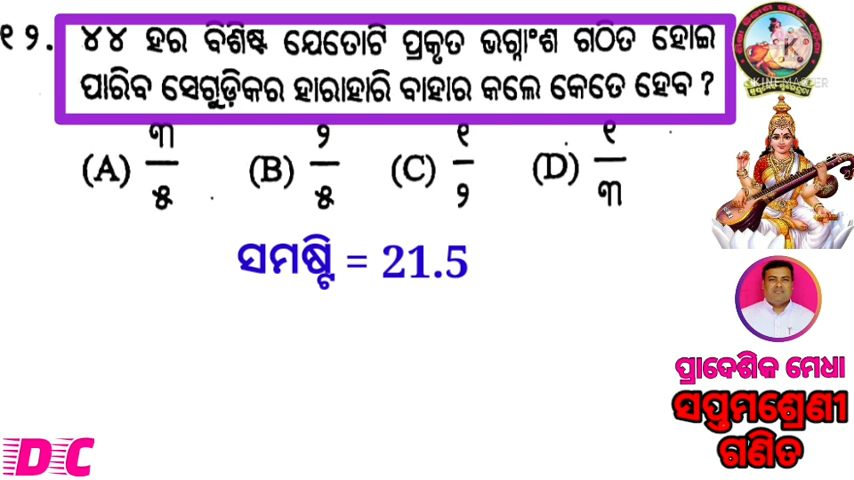 ୧୨. ୪୪ ହର ବିଶିଷ୍ଟ ଯେତୋଟି ପ୍ରକୃତ ଭଗ୍ନାଂଶ ଗଠିତ ହୋଇ
ପାରିବ ସେଗୁଡ଼ିକର ହାରାହାରି ବାହାର କଲେ କେତେ ହେବ ?
(A) ୩/୫ (B) ୨/୫ (C) ୧/୨ (D) ୧/୩
ସମଷ୍ଟି = 21.5
ପ୍ରାଦେଶିକ ମେଧା
ସପ୍ତମଶ୍ରେଣୀ
ଗଣିତ
DC